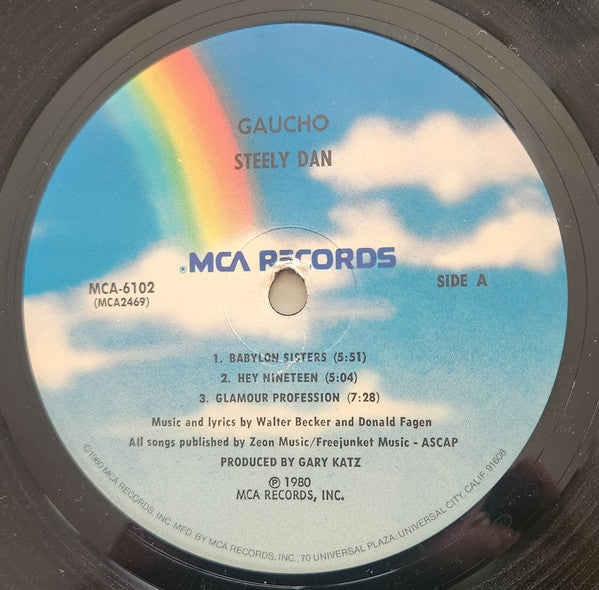 GAUCHO
STEELY DAN
®MCA RECORDS
MCA-6102
(MCA2469)
SIDE A
1. BABYLON SISTERS (5:51)
2. HEY NINETEEN (5:04)
3. GLAMOUR PROFESSION (7:28)
Music and lyrics by Walter Becker and Donald Fagen
All songs published by Zeon Music/Freejunket Music - ASCAP
PRODUCED BY GARY KATZ
℗ 1980
MCA RECORDS, INC.
©1980 MCA RECORDS, INC. MFD. BY MCA RECORDS, INC., 70 UNIVERSAL PLAZA, UNIVERSAL CITY, CALIF. 91608